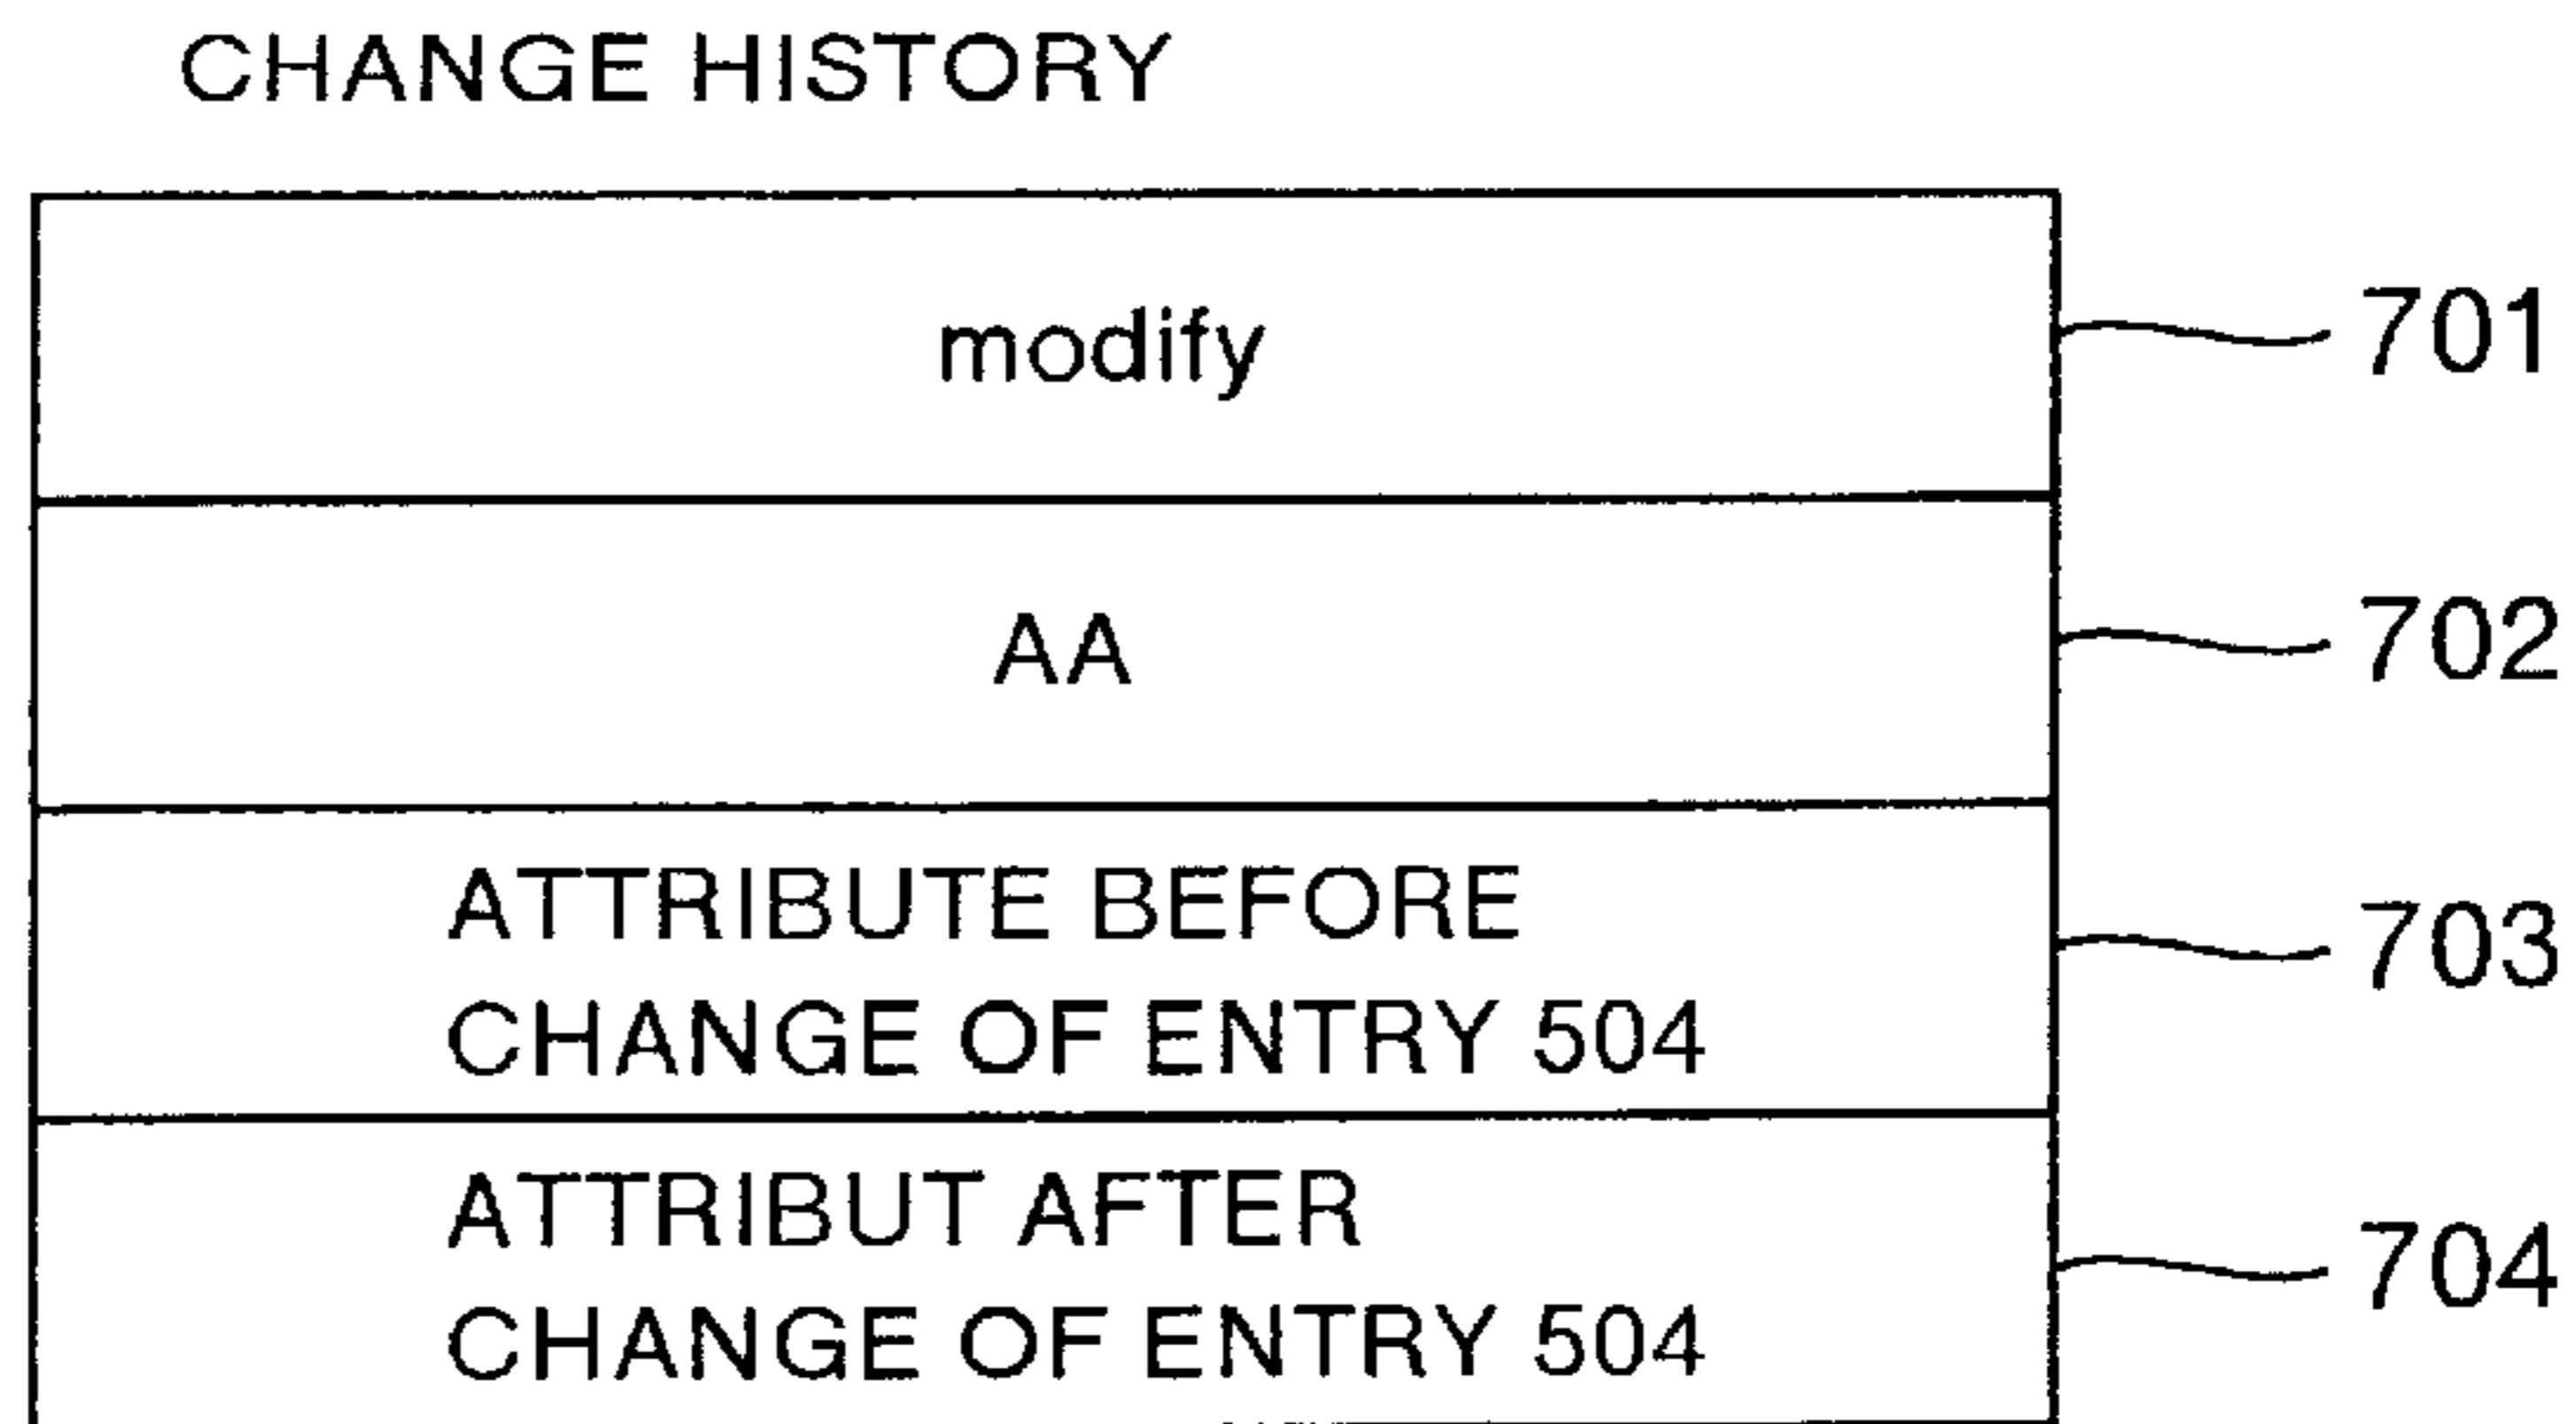 CHANGE HISTORY
modify
701
AA
702
ATTRIBUTE BEFORE
CHANGE OF ENTRY 504
703
ATTRIBUT AFTER
CHANGE OF ENTRY 504
704